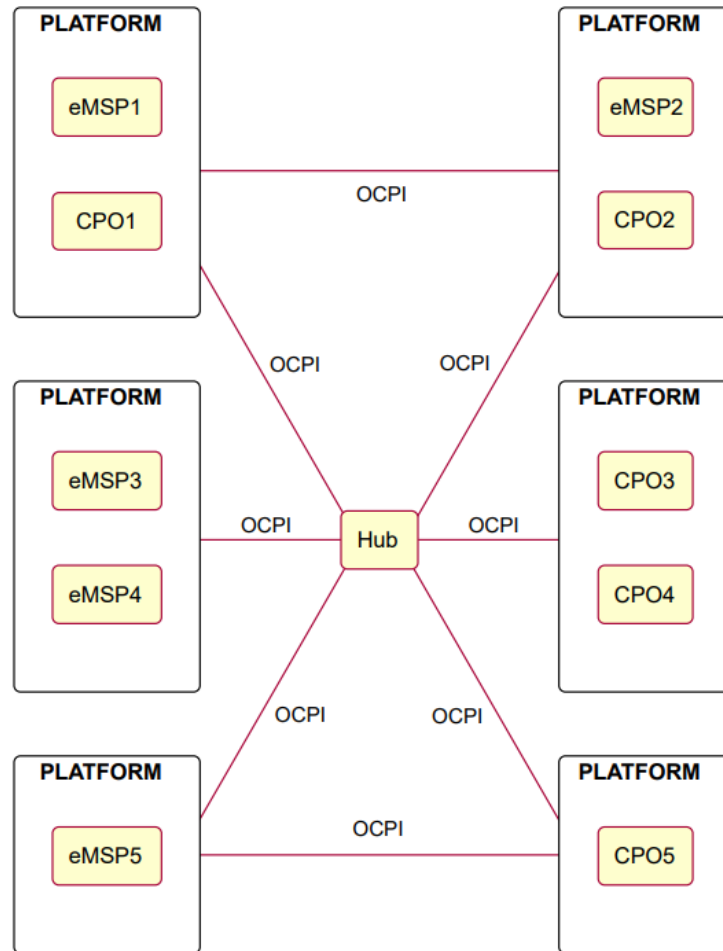 PLATFORM
PLATFORM
eMSP1
eMSP2
CPO1
OCPI
CPO2
OCPI
OCPI
PLATFORM
PLATFORM
eMSP3
CPO3
OCPI
Hub
OCPI
eMSP4
CPO4
OCPI
OCPI
PLATFORM
PLATFORM
OCPI
eMSP5
CPO5